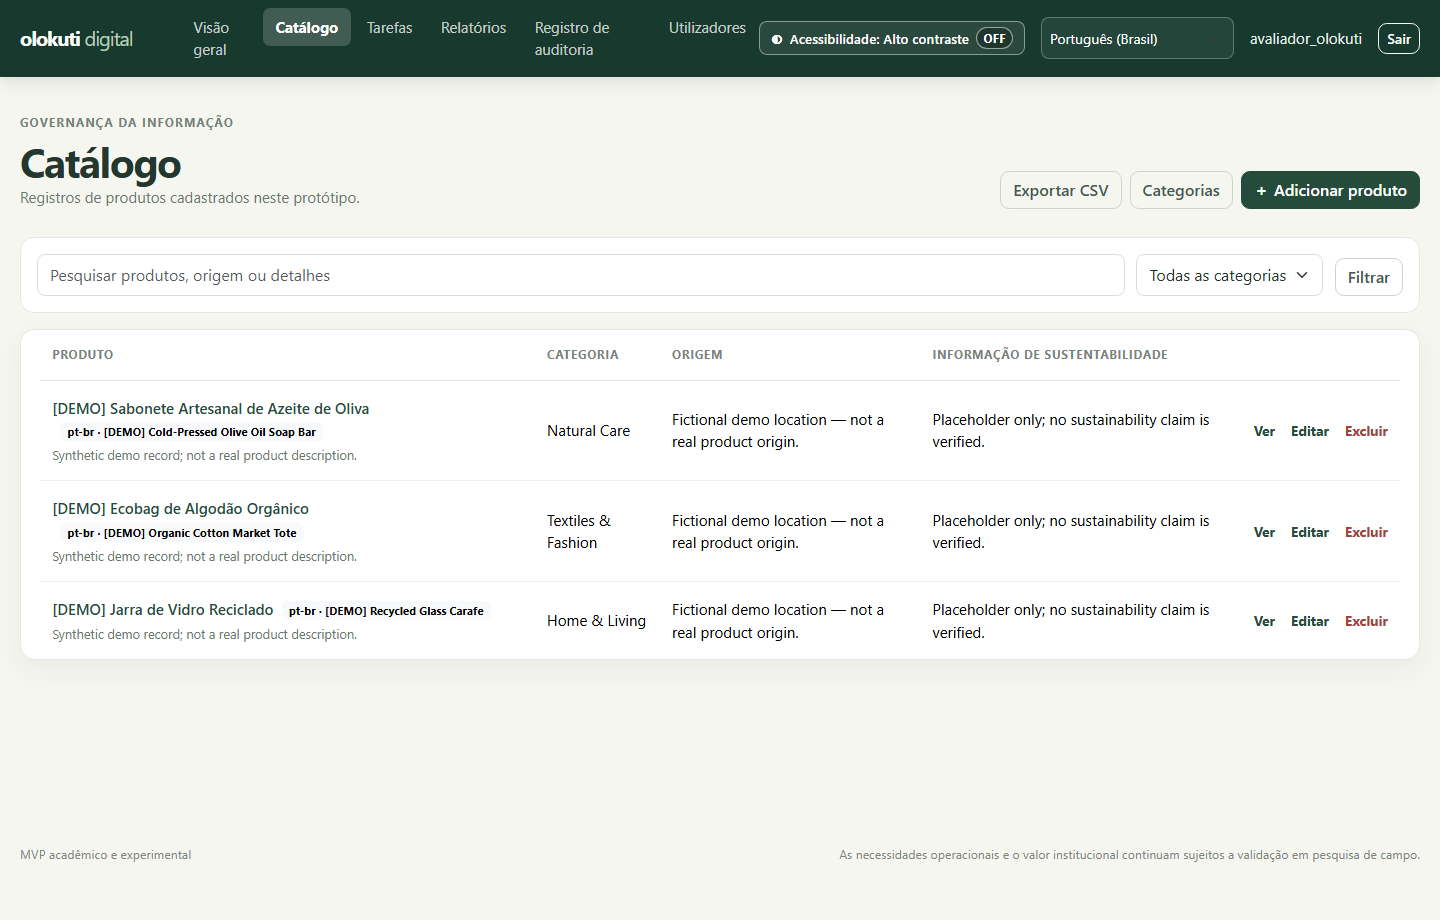 olokuti digital
Visão
geral
Catálogo
Tarefas
Relatórios
Registro de
auditoria
Utilizadores
Acessibilidade: Alto contraste OFF
Português (Brasil)
avaliador_olokuti
Sair
GOVERNANÇA DA INFORMAÇÃO
Catálogo
Registros de produtos cadastrados neste protótipo.
Exportar CSV
Categorias
+ Adicionar produto
Pesquisar produtos, origem ou detalhes
Todas as categorias
Filtrar
PRODUTO
CATEGORIA
ORIGEM
INFORMAÇÃO DE SUSTENTABILIDADE
[DEMO] Sabonete Artesanal de Azeite de Oliva
pt-br · [DEMO] Cold-Pressed Olive Oil Soap Bar
Synthetic demo record; not a real product description.
Natural Care
Fictional demo location — not a
real product origin.
Placeholder only; no sustainability claim is
verified.
Ver
Editar
Excluir
[DEMO] Ecobag de Algodão Orgânico
pt-br · [DEMO] Organic Cotton Market Tote
Synthetic demo record; not a real product description.
Textiles &
Fashion
Fictional demo location — not a
real product origin.
Placeholder only; no sustainability claim is
verified.
Ver
Editar
Excluir
[DEMO] Jarra de Vidro Reciclado pt-br · [DEMO] Recycled Glass Carafe
Synthetic demo record; not a real product description.
Home & Living
Fictional demo location — not a
real product origin.
Placeholder only; no sustainability claim is
verified.
Ver
Editar
Excluir
MVP acadêmico e experimental
As necessidades operacionais e o valor institucional continuam sujeitos a validação em pesquisa de campo.